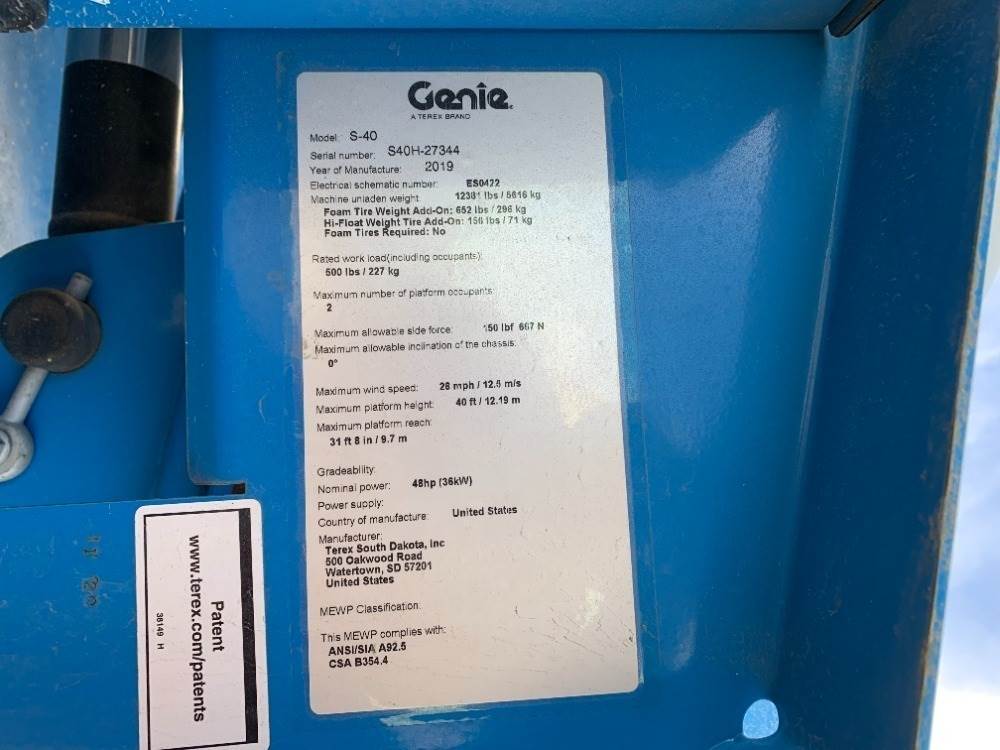 Genie
A TEREX BRAND
Model: S-40
Serial number: S40H-27344
Year of Manufacture: 2019
Electrical schematic number: ES0422
Machine unladen weight: 12381 lbs / 5616 kg
Foam Tire Weight Add-On: 652 lbs / 296 kg
Hi-Float Weight Tire Add-On: 156 lbs / 71 kg
Foam Tires Required: No
Rated work load(including occupants):
500 lbs / 227 kg
Maximum number of platform occupants:
2
Maximum allowable side force: 150 lbf 667 N
Maximum allowable inclination of the chassis:
0°
Maximum wind speed: 28 mph / 12.5 m/s
Maximum platform height: 40 ft / 12.19 m
Maximum platform reach:
31 ft 8 in / 9.7 m
Gradeability:
Nominal power: 48hp (36kW)
Power supply:
Country of manufacture: United States
Manufacturer:
Terex South Dakota, Inc
500 Oakwood Road
Watertown, SD 57201
United States
MEWP Classification:
This MEWP complies with:
ANSI/SIA A92.5
CSA B354.4
Patent
www.terex.com/patents
38149 H